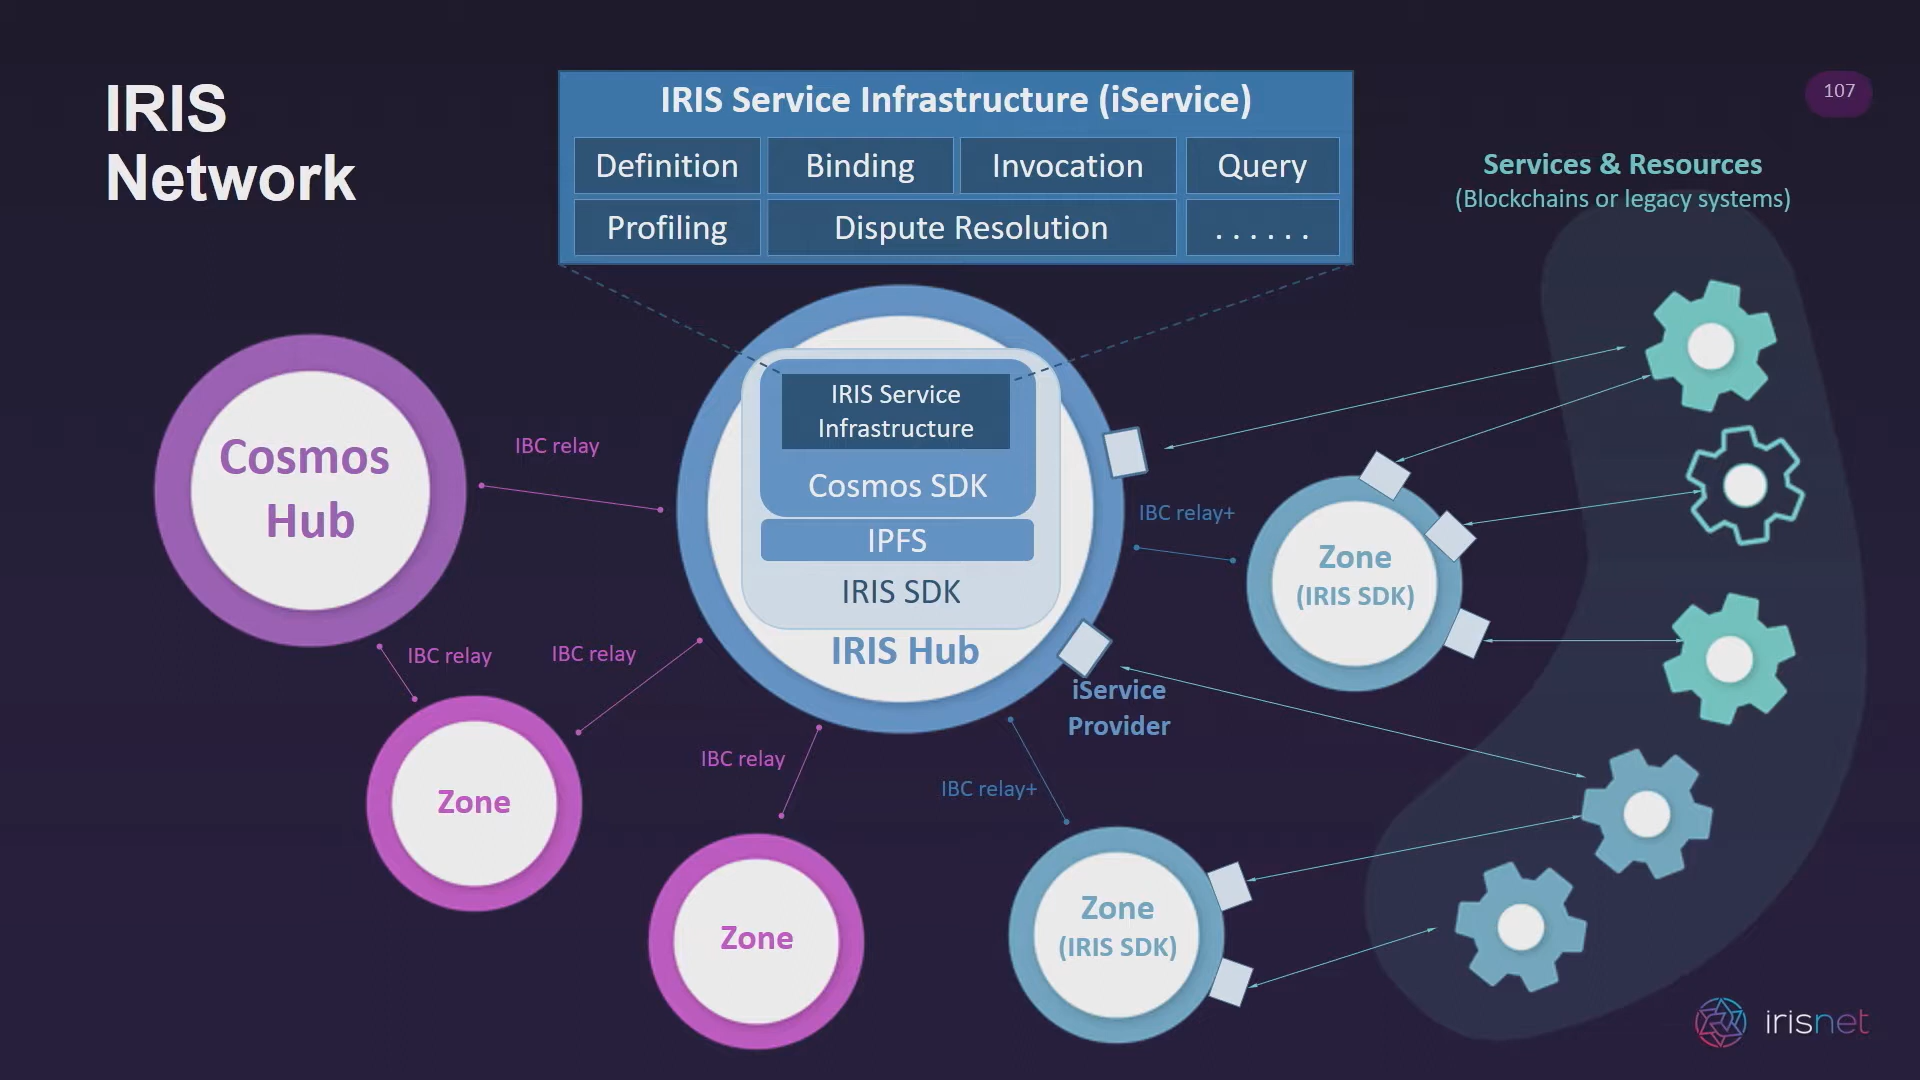 IRIS
Network
IRIS Service Infrastructure (iService)
Definition
Binding
Invocation
Query
Profiling
Dispute Resolution
......
107
Services & Resources
(Blockchains or legacy systems)
Cosmos
Hub
IBC relay
IRIS Service
Infrastructure
Cosmos SDK
IPFS
IRIS SDK
IRIS Hub
IBC relay+
Zone
(IRIS SDK)
IBC relay
IBC relay
iService
Provider
IBC relay
IBC relay+
Zone
Zone
Zone
(IRIS SDK)
irisnet